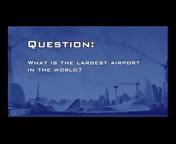 QUESTION:
WHAT IS THE LARGEST AIRPORT
IN THE WORLD?